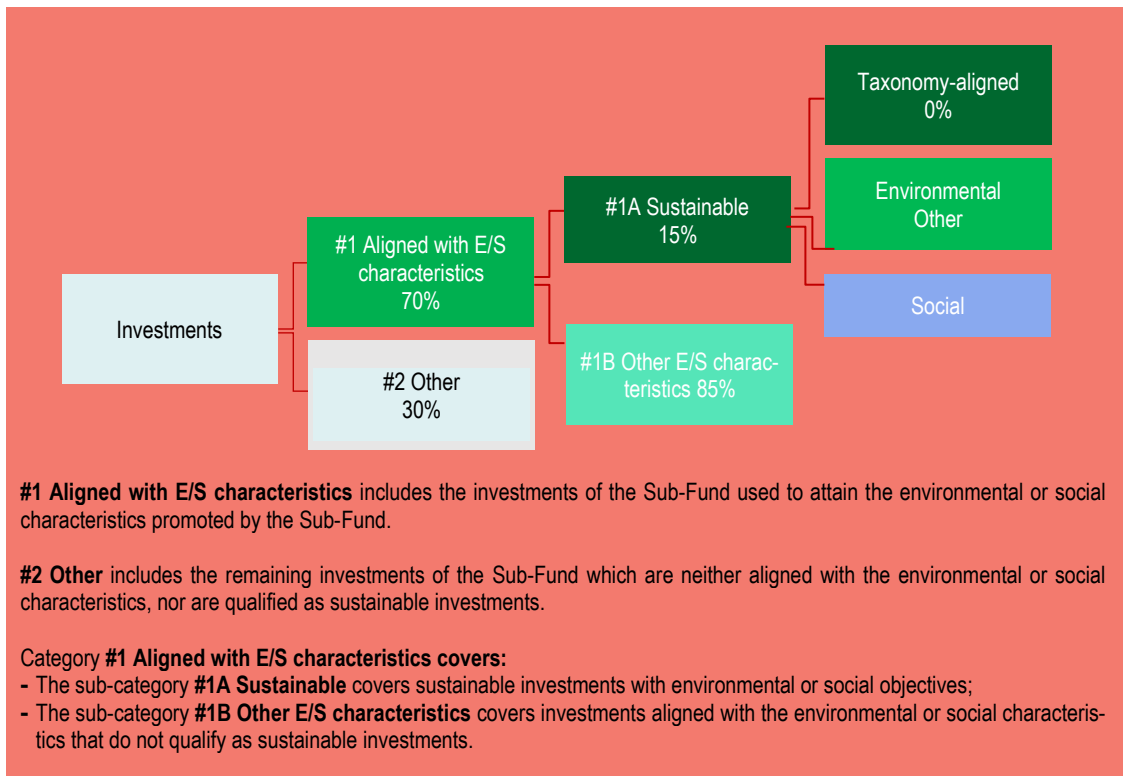 Taxonomy-aligned
0%
Environmental
Other
#1A Sustainable
15%
#1 Aligned with E/S
characteristics
70%
Social
Investments
#1B Other E/S charac-
teristics 85%
#2 Other
30%
#1 Aligned with E/S characteristics includes the investments of the Sub-Fund used to attain the environmental or social
characteristics promoted by the Sub-Fund.
#2 Other includes the remaining investments of the Sub-Fund which are neither aligned with the environmental or social
characteristics, nor are qualified as sustainable investments.
Category #1 Aligned with E/S characteristics covers:
- The sub-category #1A Sustainable covers sustainable investments with environmental or social objectives;
- The sub-category #1B Other E/S characteristics covers investments aligned with the environmental or social characteris-
tics that do not qualify as sustainable investments.